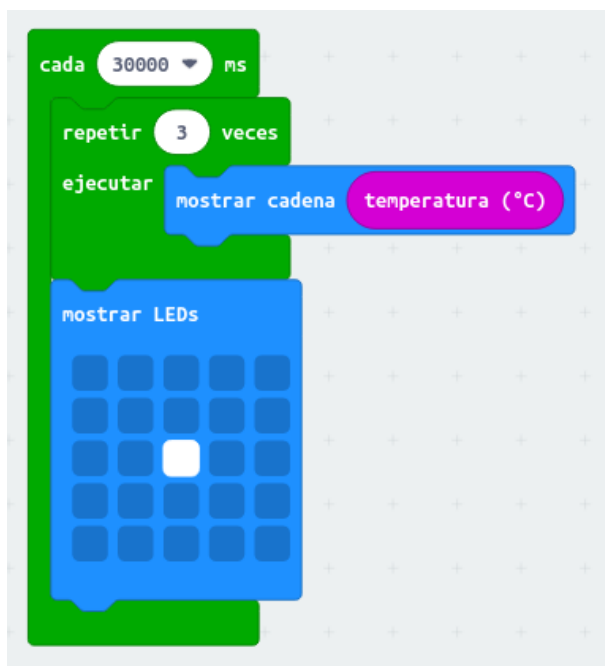 cada 30000 ms
repetir 3 veces
ejecutar
mostrar cadena temperatura (°C)
mostrar LEDs